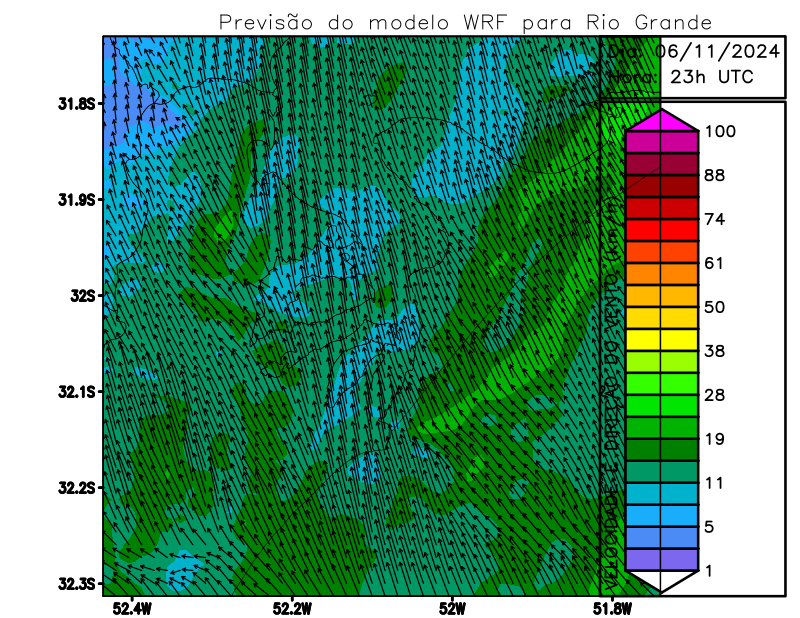 Previsão do modelo WRF para Rio Grande
Dia: 06/11/2024
Hora: 23h UTC
31.8S
31.9S
32S
32.1S
32.2S
32.3S
52.4W
52.2W
52W
51.8W
VELOCIDADE E DIREÇÃO DO VENTO (Km/h)
100
88
74
61
50
38
28
19
11
5
1